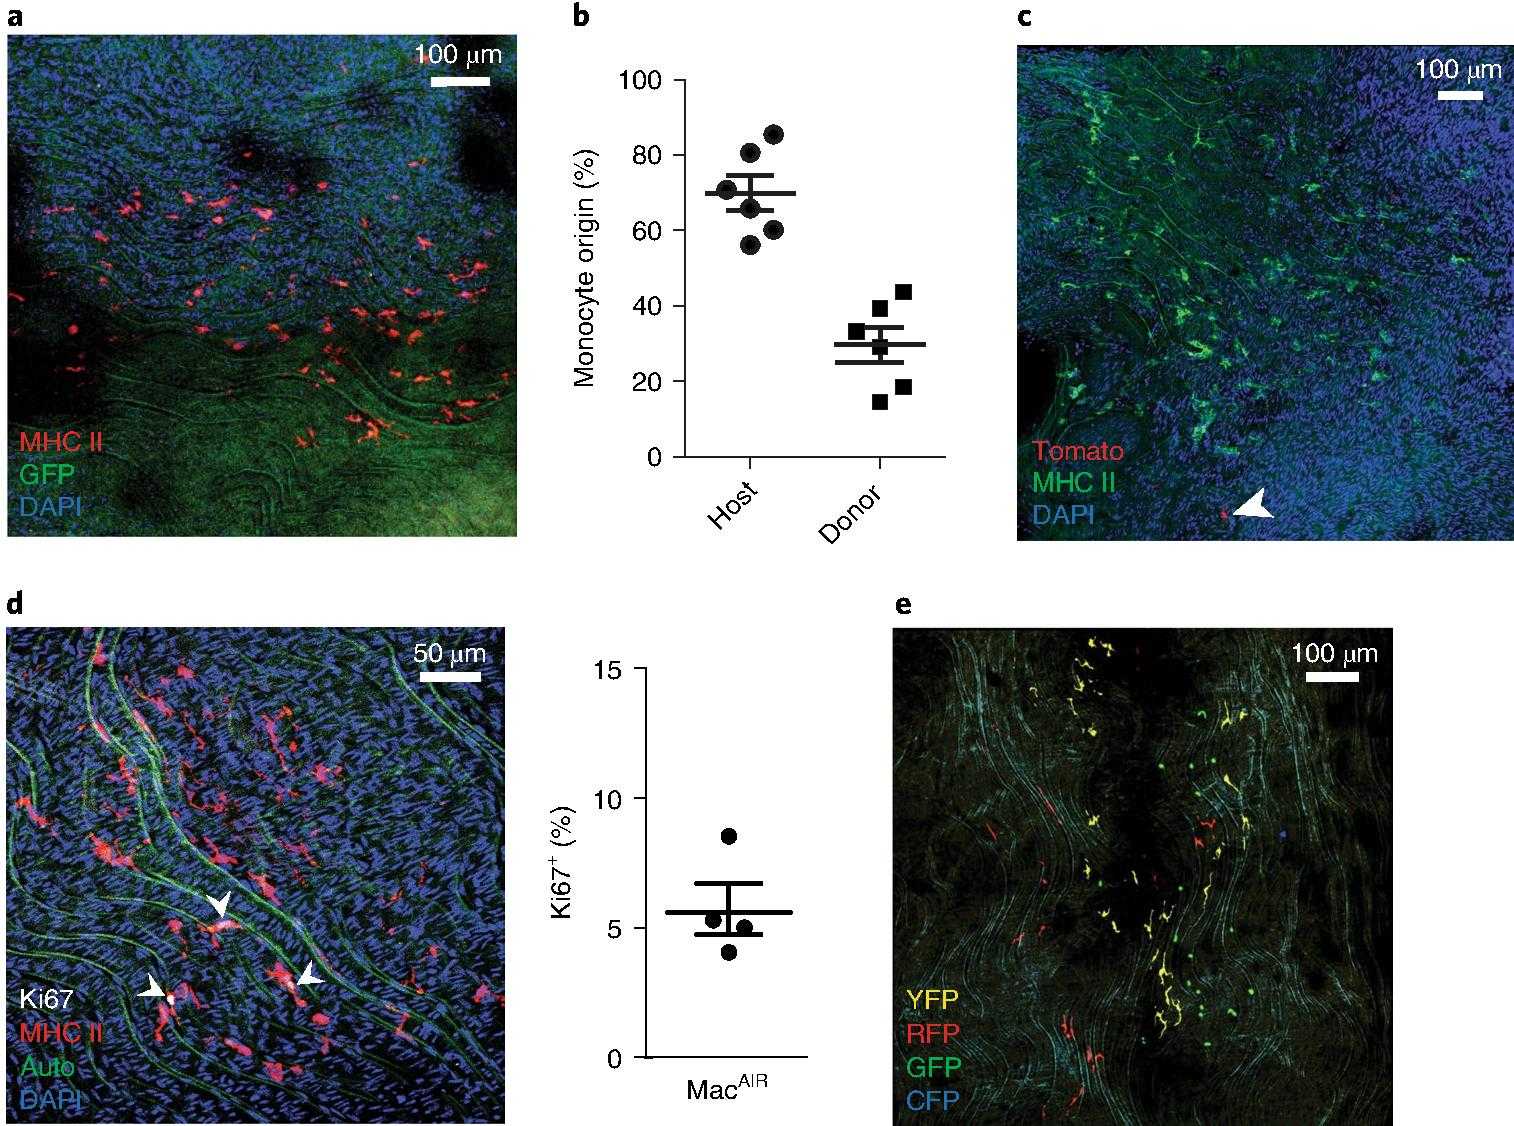 a
100 µm
MHC II
GFP
DAPI
b
Monocyte origin (%)
100
80
60
40
20
0
Host
Donor
c
100 µm
Tomato
MHC II
DAPI
d
50 µm
Ki67
MHC II
Auto
DAPI
Ki67+ (%)
15
10
5
0
MacAIR
e
100 µm
YFP
RFP
GFP
CFP